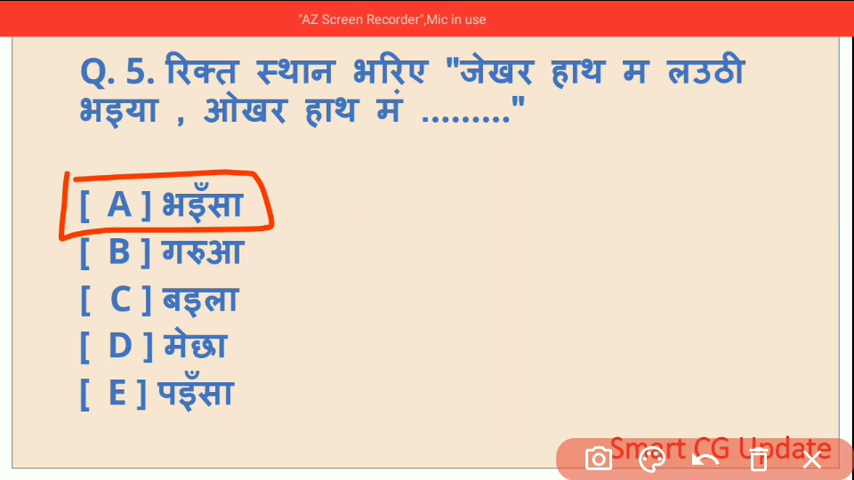 "AZ Screen Recorder",Mic in use
Q. 5. रिक्त स्थान भरिए "जेखर हाथ म लउठी
भइया , ओखर हाथ मं ........."
[ A ] भइँसा
[ B ] गरुआ
[ C ] बइला
[ D ] मेछा
[ E ] पइँसा
Smart CG Update